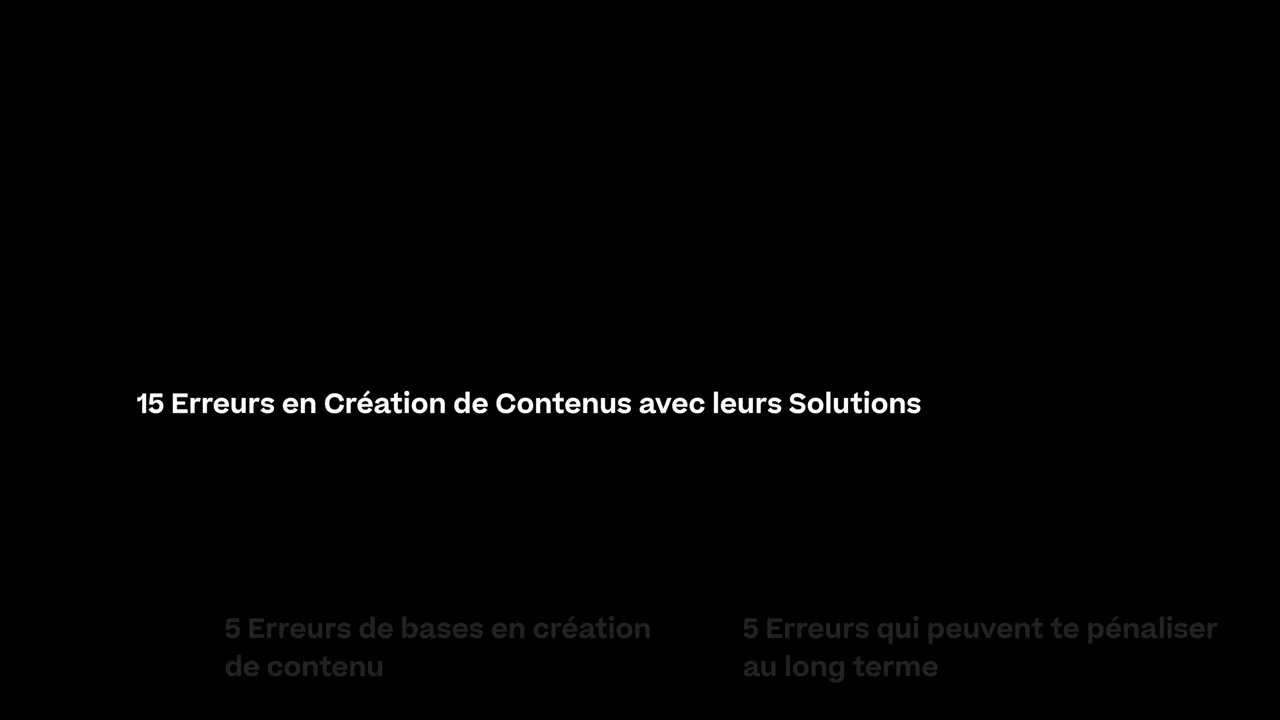 15 Erreurs en Création de Contenus avec leurs Solutions
5 Erreurs de bases en création
de contenu
5 Erreurs qui peuvent te pénaliser
au long terme